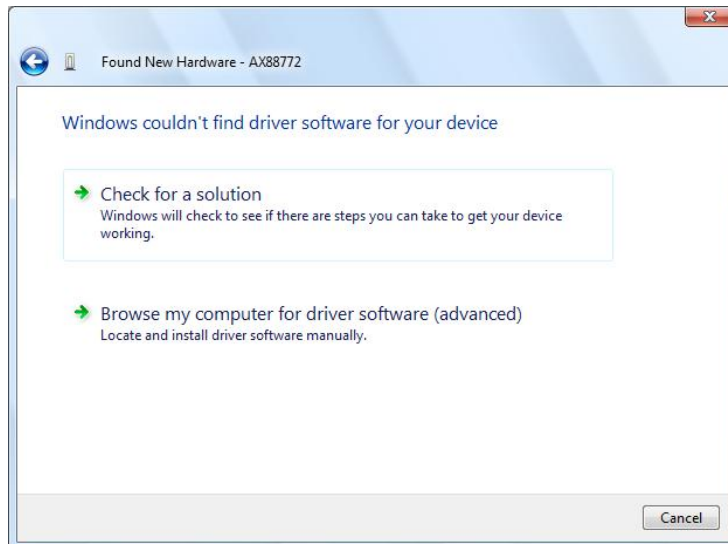 Found New Hardware - AX88772
Windows couldn't find driver software for your device
Check for a solution
Windows will check to see if there are steps you can take to get your device
working.
Browse my computer for driver software (advanced)
Locate and install driver software manually.
Cancel